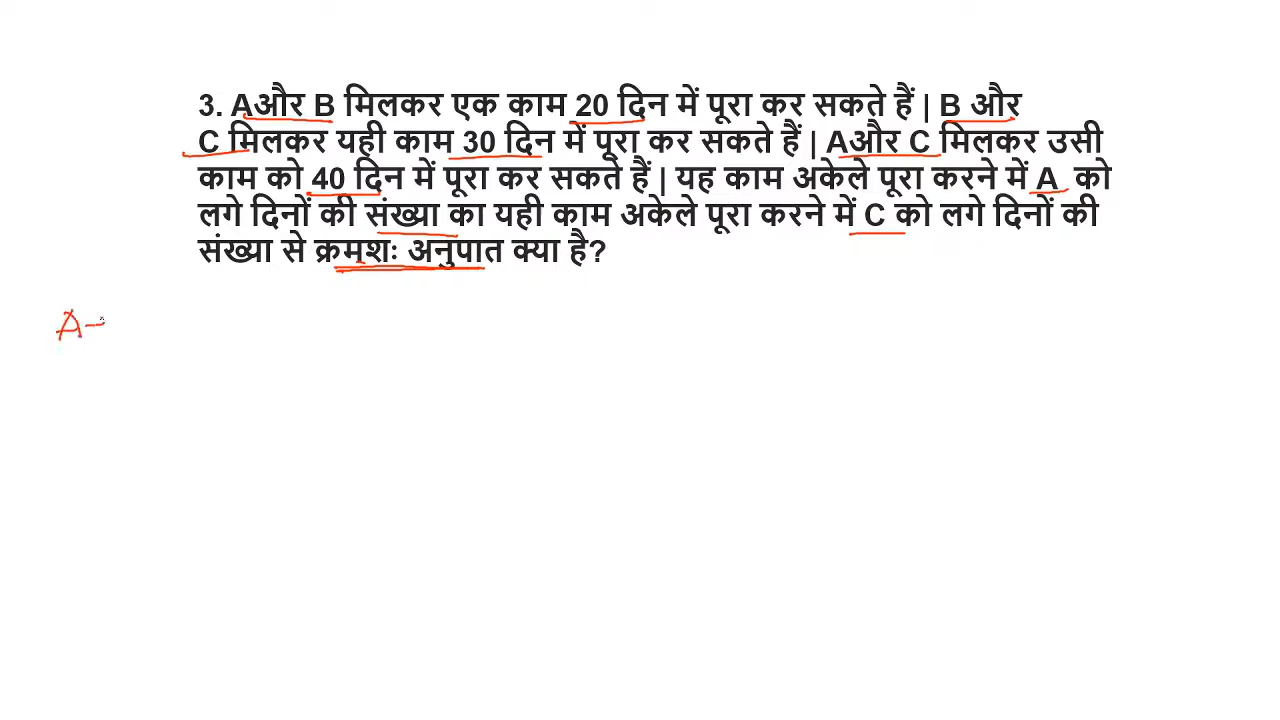 3. Aऔर B मिलकर एक काम 20 दिन में पूरा कर सकते हैं | B और
C मिलकर यही काम 30 दिन में पूरा कर सकते हैं | Aऔर C मिलकर उसी
काम को 40 दिन में पूरा कर सकते हैं | यह काम अकेले पूरा करने में A को
लगे दिनों की संख्या का यही काम अकेले पूरा करने में C को लगे दिनों की
संख्या से क्रमशः अनुपात क्या है?
A-